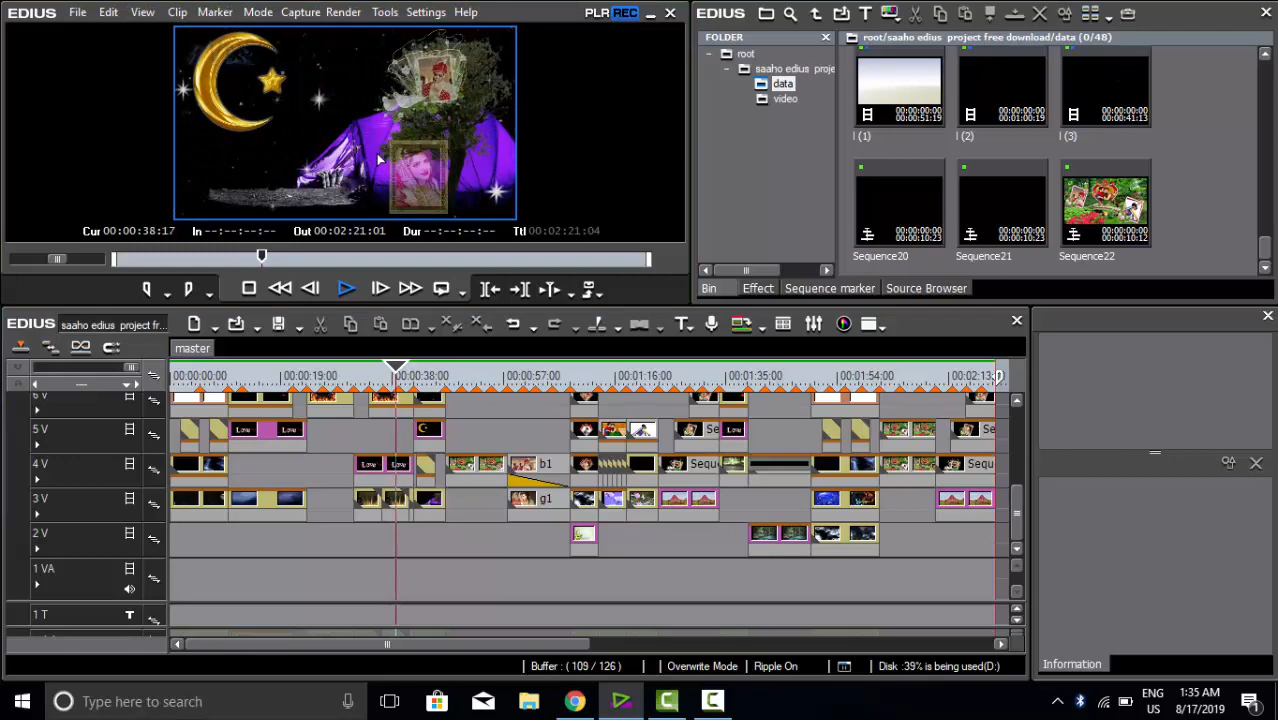 EDIUS File Edit View Clip Marker Mode Capture Render Tools Settings Help PLR REC
Cur 00:00:38:17 In --:--:--:-- Out 00:02:21:01 Dur --:--:--:-- Ttl 00:02:21:04
EDIUS
FOLDER
root
saaho edius proje
data
video
root/saaho edius project free download/data (0/48)
00:00:00:00
00:00:51:19
00:00:00:00
00:01:00:19
00:00:00:00
00:00:41:13
l (1)
l (2)
l (3)
00:00:00:00
00:00:10:23
00:00:00:00
00:00:10:23
00:00:00:00
00:00:10:12
Sequence20
Sequence21
Sequence22
Bin Effect Sequence marker Source Browser
EDIUS saaho edius project fr...
master
00:00:00:00 00:00:19:00 00:00:38:00 00:00:57:00 00:01:16:00 00:01:35:00 00:01:54:00 00:02:13:
6 V
5 V Love Love Se Love
4 V Love Love b1 Sequ Sequ
3 V g1
2 V
1 VA
1 T T
Buffer : ( 109 / 126 ) Overwrite Mode Ripple On Disk :39% is being used(D:)
Information
Type here to search
ENG
US
1:35 AM
8/17/2019
1